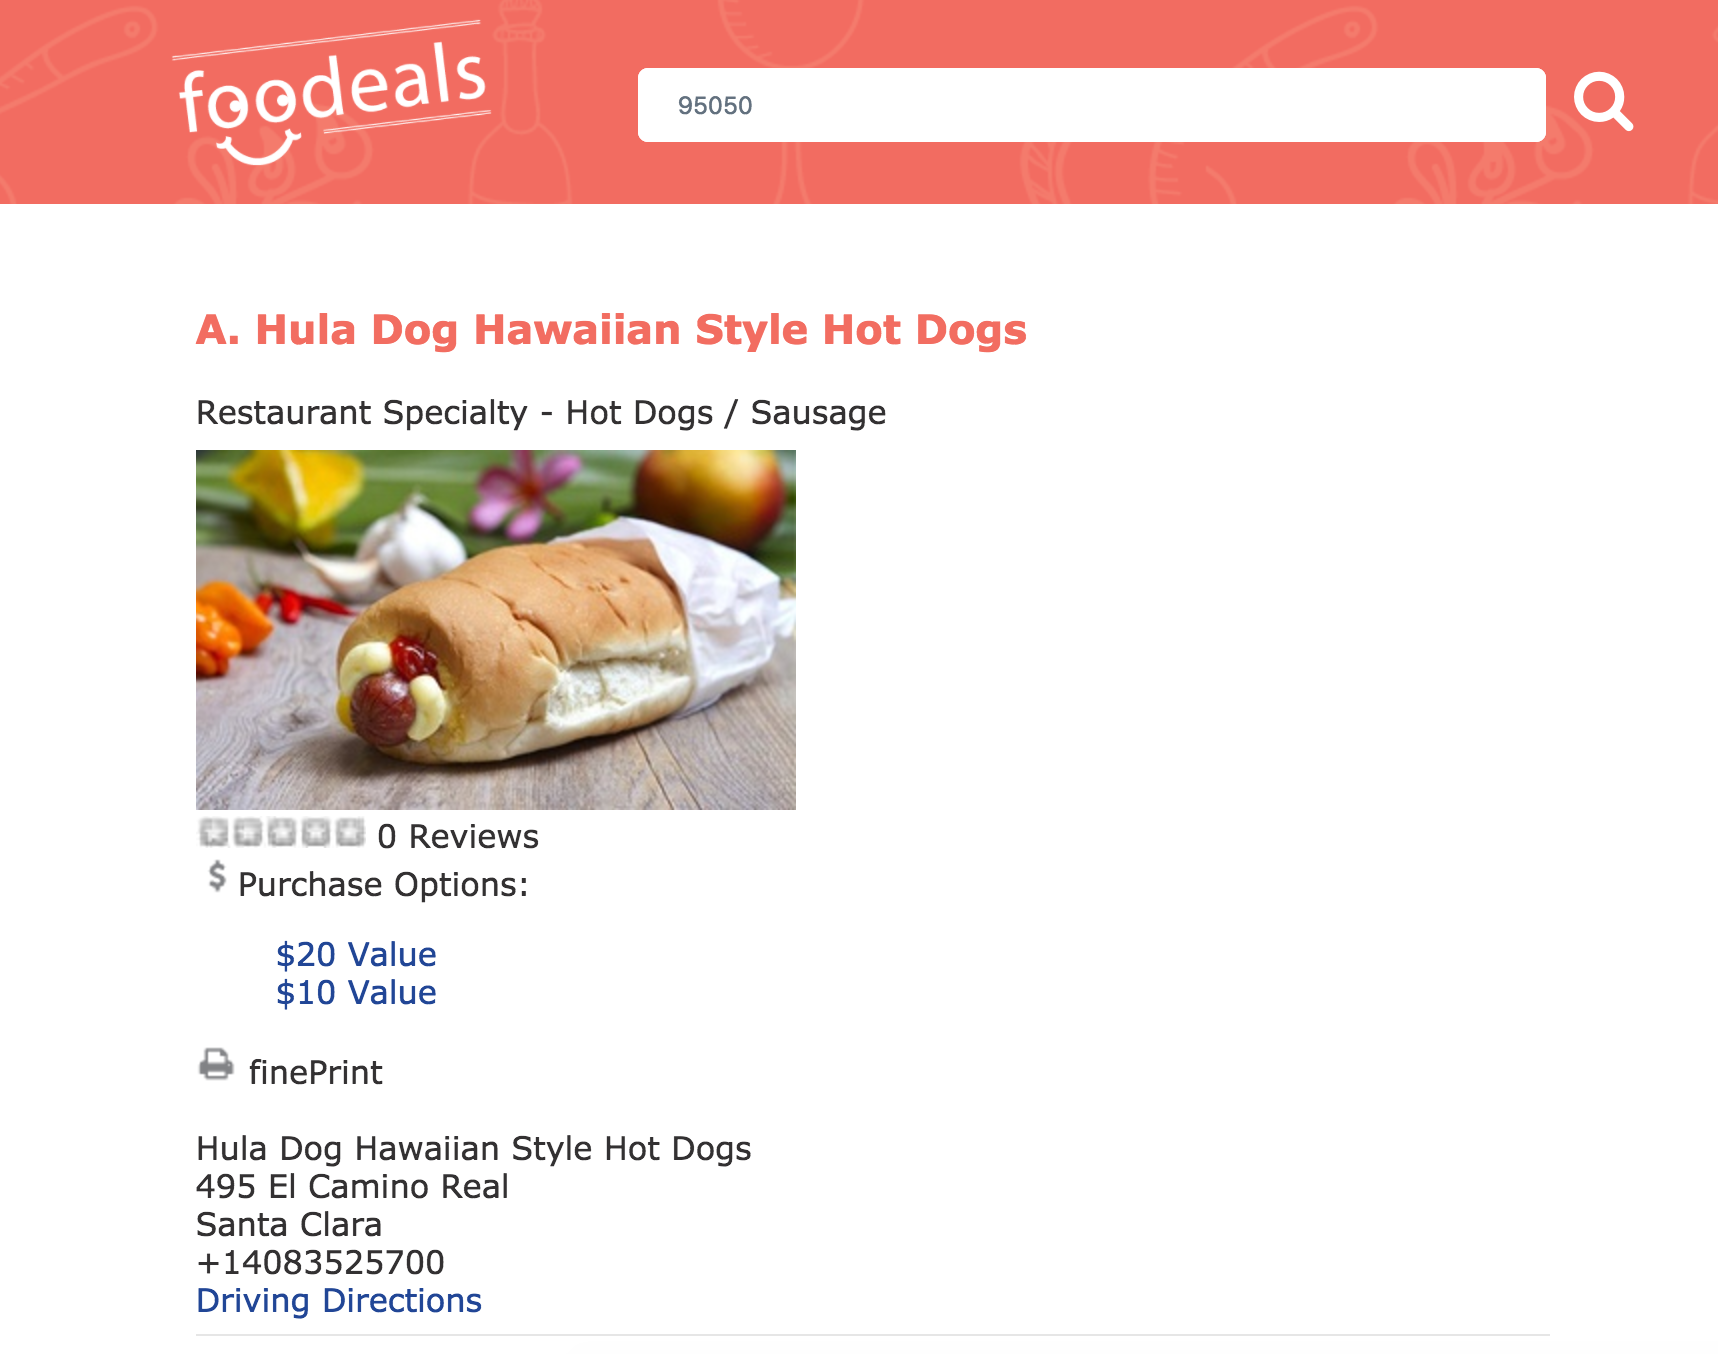 foodeals
95050
A. Hula Dog Hawaiian Style Hot Dogs
Restaurant Specialty - Hot Dogs / Sausage
0 Reviews
$ Purchase Options:
$20 Value
$10 Value
finePrint
Hula Dog Hawaiian Style Hot Dogs
495 El Camino Real
Santa Clara
+14083525700
Driving Directions